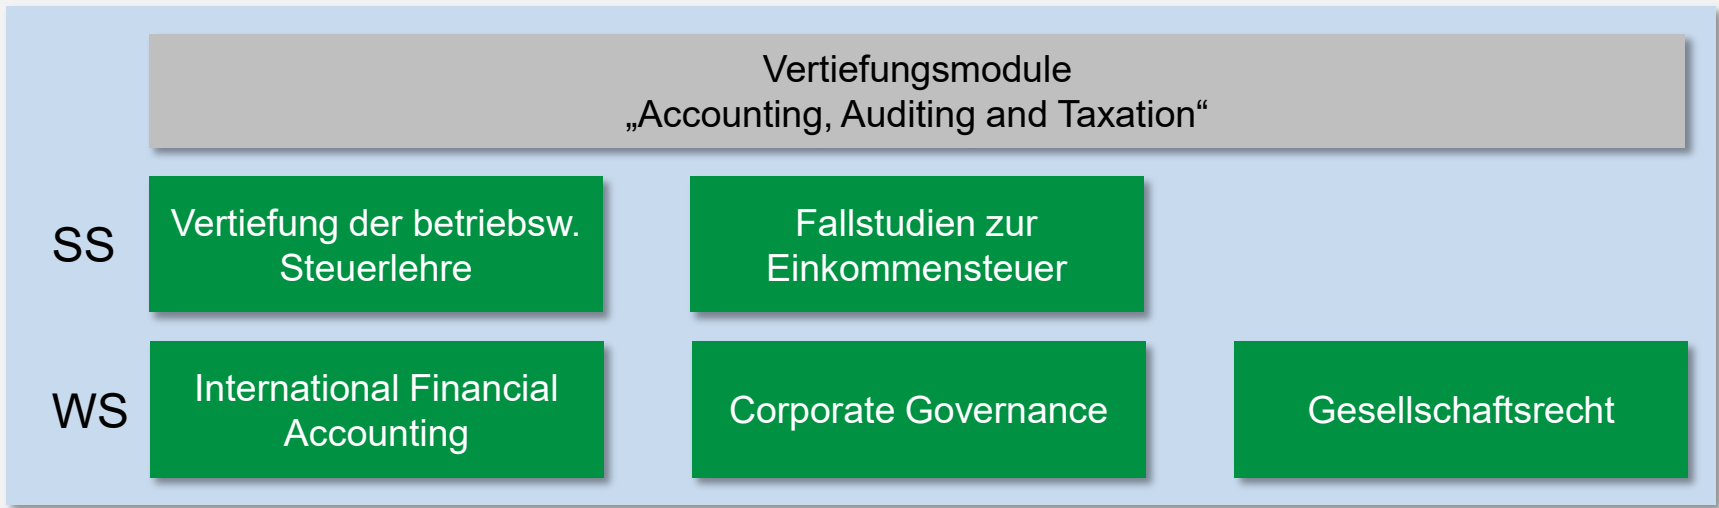 Vertiefungsmodule
„Accounting, Auditing and Taxation“
SS
Vertiefung der betriebsw.
Steuerlehre
Fallstudien zur
Einkommensteuer
WS
International Financial
Accounting
Corporate Governance
Gesellschaftsrecht